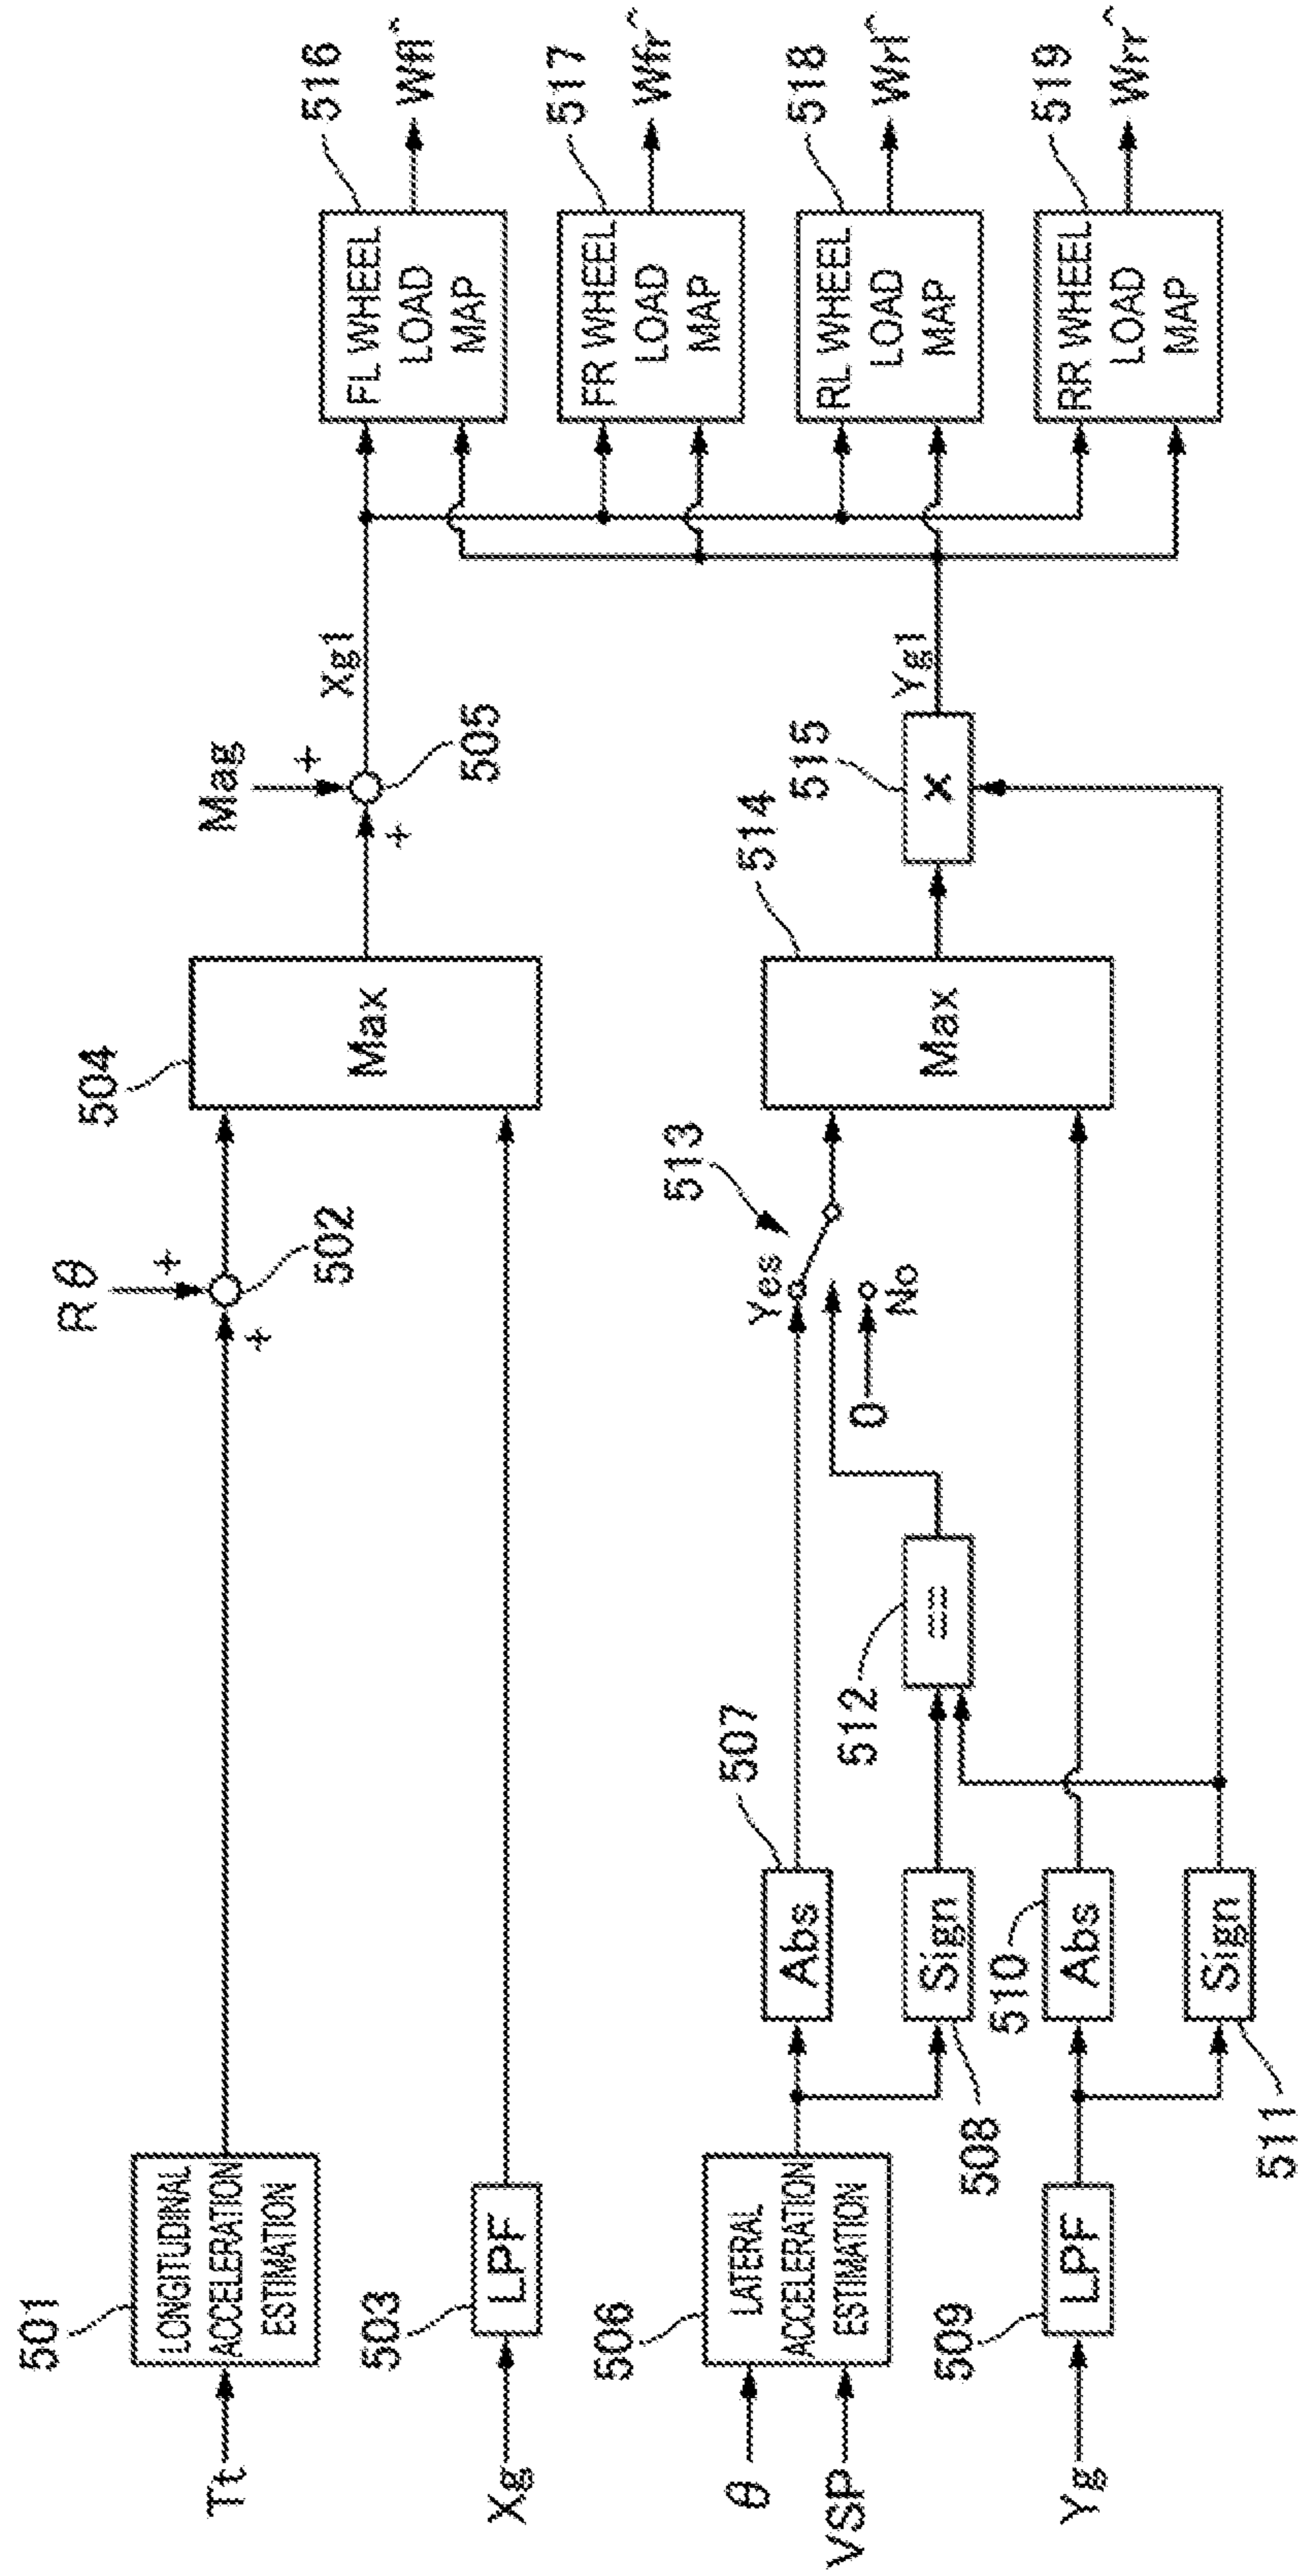 Tt
501
LONGITUDINAL
ACCELERATION
ESTIMATION
Rθ
+
+
502
Xg
503
LPF
504
Max
Mag
+
+
505
Xg1
θ
VSP
506
LATERAL
ACCELERATION
ESTIMATION
507
Abs
Sign
508
Yg
509
LPF
510
Abs
Sign
511
512
==
Yes
513
0
No
514
Max
515
×
Yg1
FL WHEEL
LOAD
MAP
516
Wfl^
FR WHEEL
LOAD
MAP
517
Wfr^
RL WHEEL
LOAD
MAP
518
Wrl^
RR WHEEL
LOAD
MAP
519
Wrr^